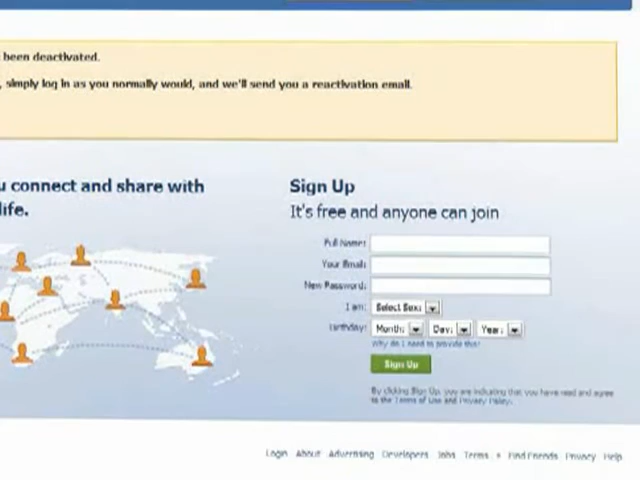 been deactivated.
, simply log in as you normally would, and we'll send you a reactivation email.
u connect and share with
life.
Sign Up
It's free and anyone can join
Full Name:
Your Email:
New Password:
I am: Select Sex:
Birthday: Month: Day: Year:
Why do I need to provide this?
Sign Up
By clicking Sign Up, you are indicating that you have read and agree
to the Terms of Use and Privacy Policy.
Login About Advertising Developers Jobs Terms • Find Friends Privacy Help